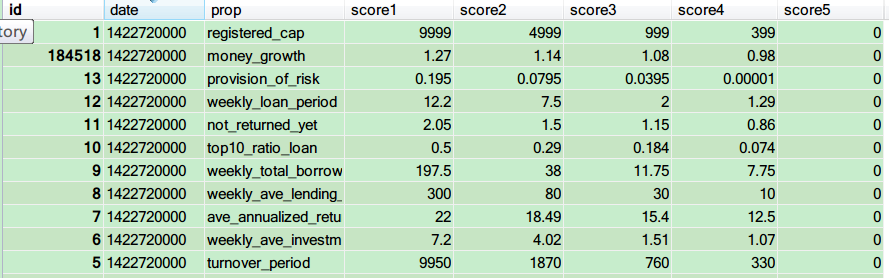 id date prop score1 score2 score3 score4 score5
tory
1 1422720000 registered_cap 9999 4999 999 399 0
184518 1422720000 money_growth 1.27 1.14 1.08 0.98 0
13 1422720000 provision_of_risk 0.195 0.0795 0.0395 0.00001 0
12 1422720000 weekly_loan_period 12.2 7.5 2 1.29 0
11 1422720000 not_returned_yet 2.05 1.5 1.15 0.86 0
10 1422720000 top10_ratio_loan 0.5 0.29 0.184 0.074 0
9 1422720000 weekly_total_borrow 197.5 38 11.75 7.75 0
8 1422720000 weekly_ave_lending_ 300 80 30 10 0
7 1422720000 ave_annualized_retu 22 18.49 15.4 12.5 0
6 1422720000 weekly_ave_investm 7.2 4.02 1.51 1.07 0
5 1422720000 turnover_period 9950 1870 760 330 0